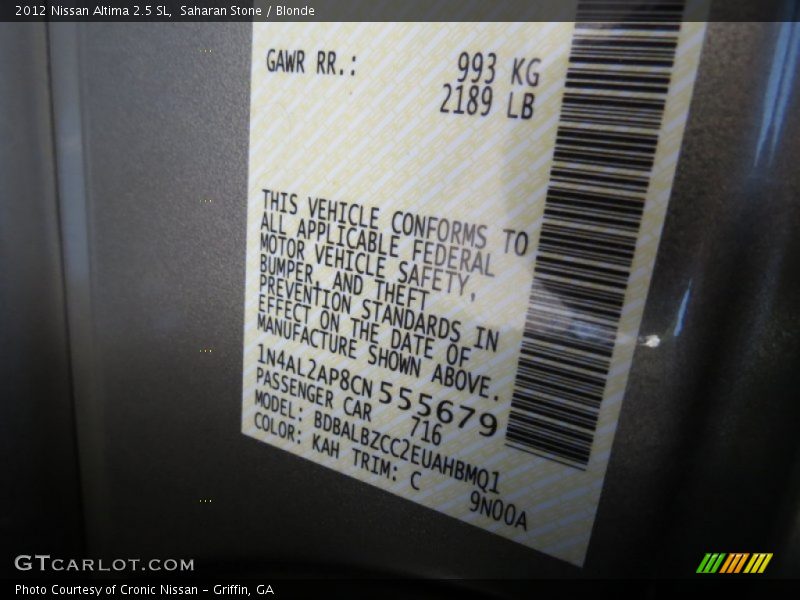 2012 Nissan Altima 2.5 SL,  Saharan Stone / Blonde
GAWR RR.: 993 KG
2189 LB
THIS VEHICLE CONFORMS TO
ALL APPLICABLE FEDERAL
MOTOR VEHICLE SAFETY,
BUMPER, AND THEFT
PREVENTION STANDARDS IN
EFFECT ON THE DATE OF
MANUFACTURE SHOWN ABOVE.
1N4AL2AP8CN555679
PASSENGER CAR 716
MODEL: BDBALBZCC2EUAHBMQ1
COLOR: KAH TRIM: C 9N00A
GTCARLOT.COM
Photo Courtesy of Cronic Nissan - Griffin, GA